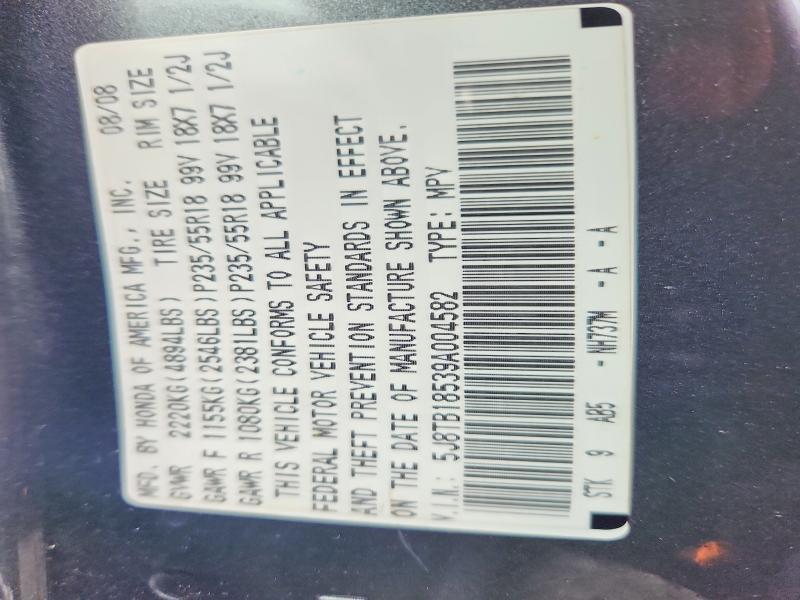 MFD. BY HONDA OF AMERICA MFG., INC. 08/08
GVWR 2220KG(4894LBS) TIRE SIZE RIM SIZE
GAWR F 1155KG(2546LBS)P235/55R18 99V 18X7 1/2J
GAWR R 1080KG(2381LBS)P235/55R18 99V 18X7 1/2J
THIS VEHICLE CONFORMS TO ALL APPLICABLE
FEDERAL MOTOR VEHICLE SAFETY
AND THEFT PREVENTION STANDARDS IN EFFECT
ON THE DATE OF MANUFACTURE SHOWN ABOVE.
V.I.N.: 5J8TB18539A004582 TYPE: MPV
STK 9 AB5 -NH737M -A -A